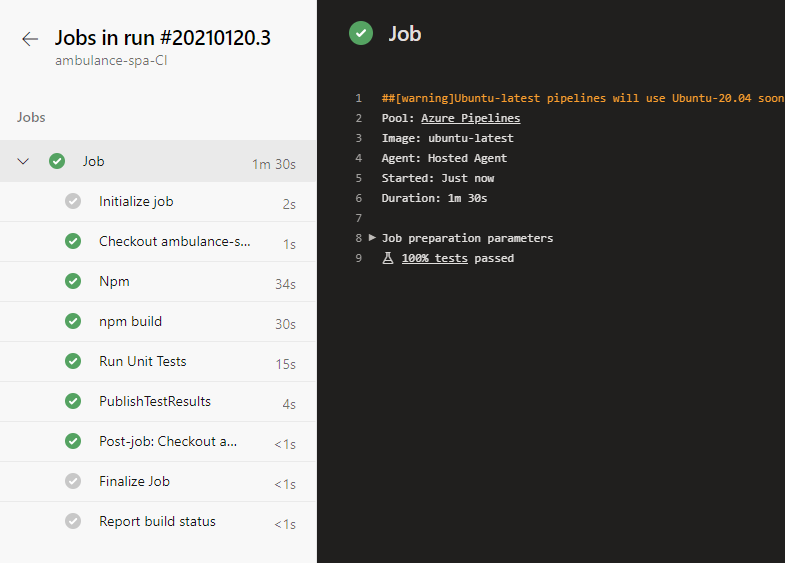 Jobs in run #20210120.3
ambulance-spa-CI
Jobs
Job 1m 30s
Initialize job 2s
Checkout ambulance-s... 1s
Npm 34s
npm build 30s
Run Unit Tests 15s
PublishTestResults 4s
Post-job: Checkout a... <1s
Finalize Job <1s
Report build status <1s
Job
1 ##[warning]Ubuntu-latest pipelines will use Ubuntu-20.04 soon
2 Pool: Azure Pipelines
3 Image: ubuntu-latest
4 Agent: Hosted Agent
5 Started: Just now
6 Duration: 1m 30s
7
8 Job preparation parameters
9 100% tests passed